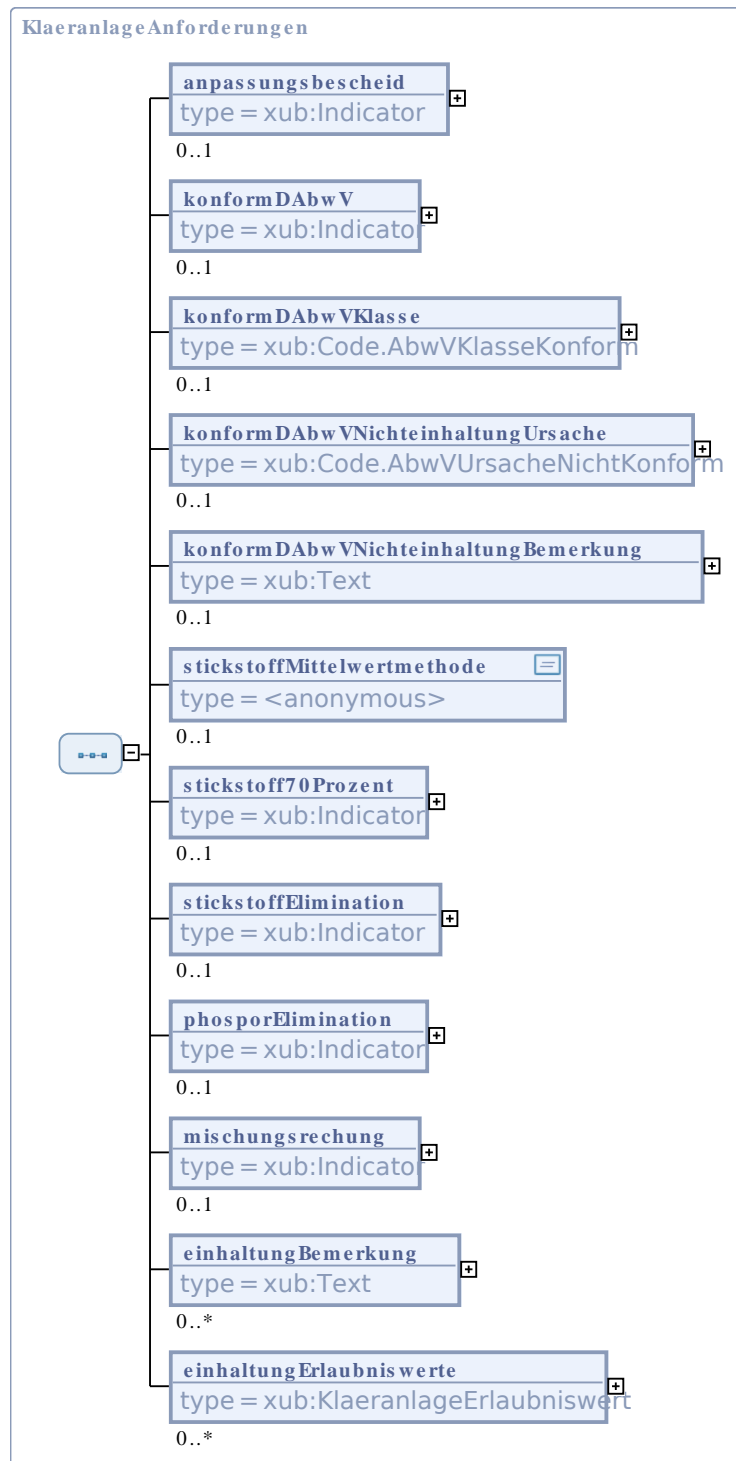 KlaeranlageAnforderungen
anpassungsbescheid
type = xub:Indicator
0..1
konformDAbwV
type = xub:Indicator
0..1
konformDAbwVKlasse
type = xub:Code.AbwVKlasseKonform
0..1
konformDAbwVNichteinhaltungUrsache
type = xub:Code.AbwVUrsacheNichtKonform
0..1
konformDAbwVNichteinhaltungBemerkung
type = xub:Text
0..1
stickstoffMittelwertmethode
type = <anonymous>
0..1
stickstoff70Prozent
type = xub:Indicator
0..1
stickstoffElimination
type = xub:Indicator
0..1
phosporElimination
type = xub:Indicator
0..1
mischungsrechung
type = xub:Indicator
0..1
einhaltungBemerkung
type = xub:Text
0..*
einhaltungErlaubniswerte
type = xub:KlaeranlageErlaubniswert
0..*